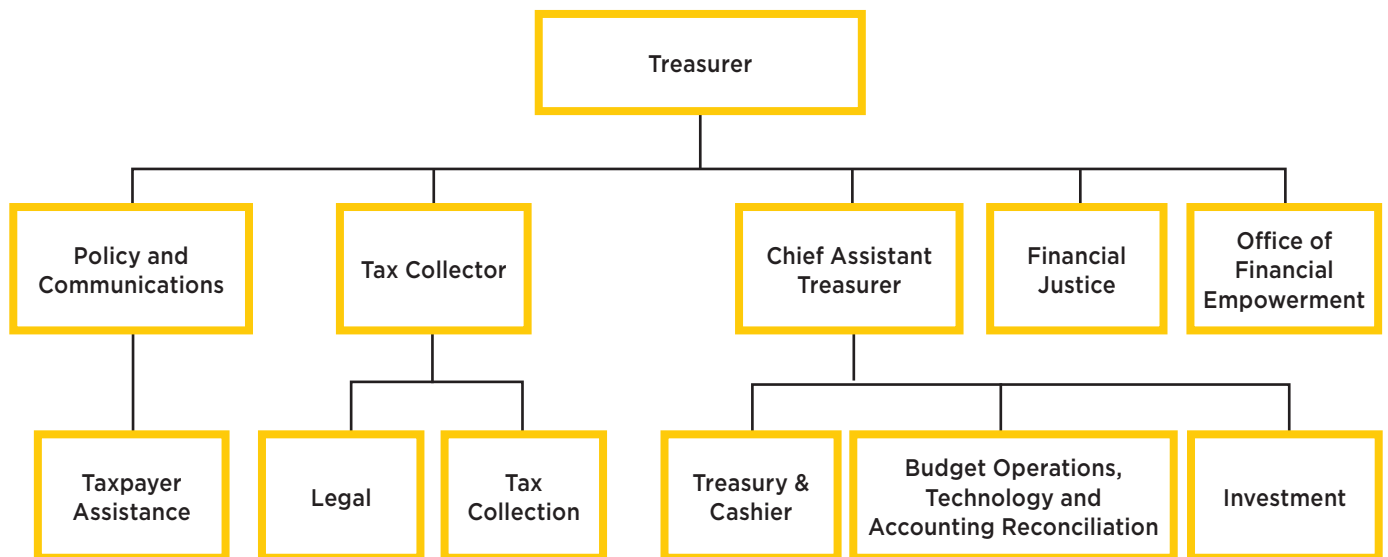 Treasurer
Policy and
Communications
Tax Collector
Chief Assistant
Treasurer
Financial
Justice
Office of
Financial
Empowerment
Taxpayer
Assistance
Legal
Tax
Collection
Treasury &
Cashier
Budget Operations,
Technology and
Accounting Reconciliation
Investment